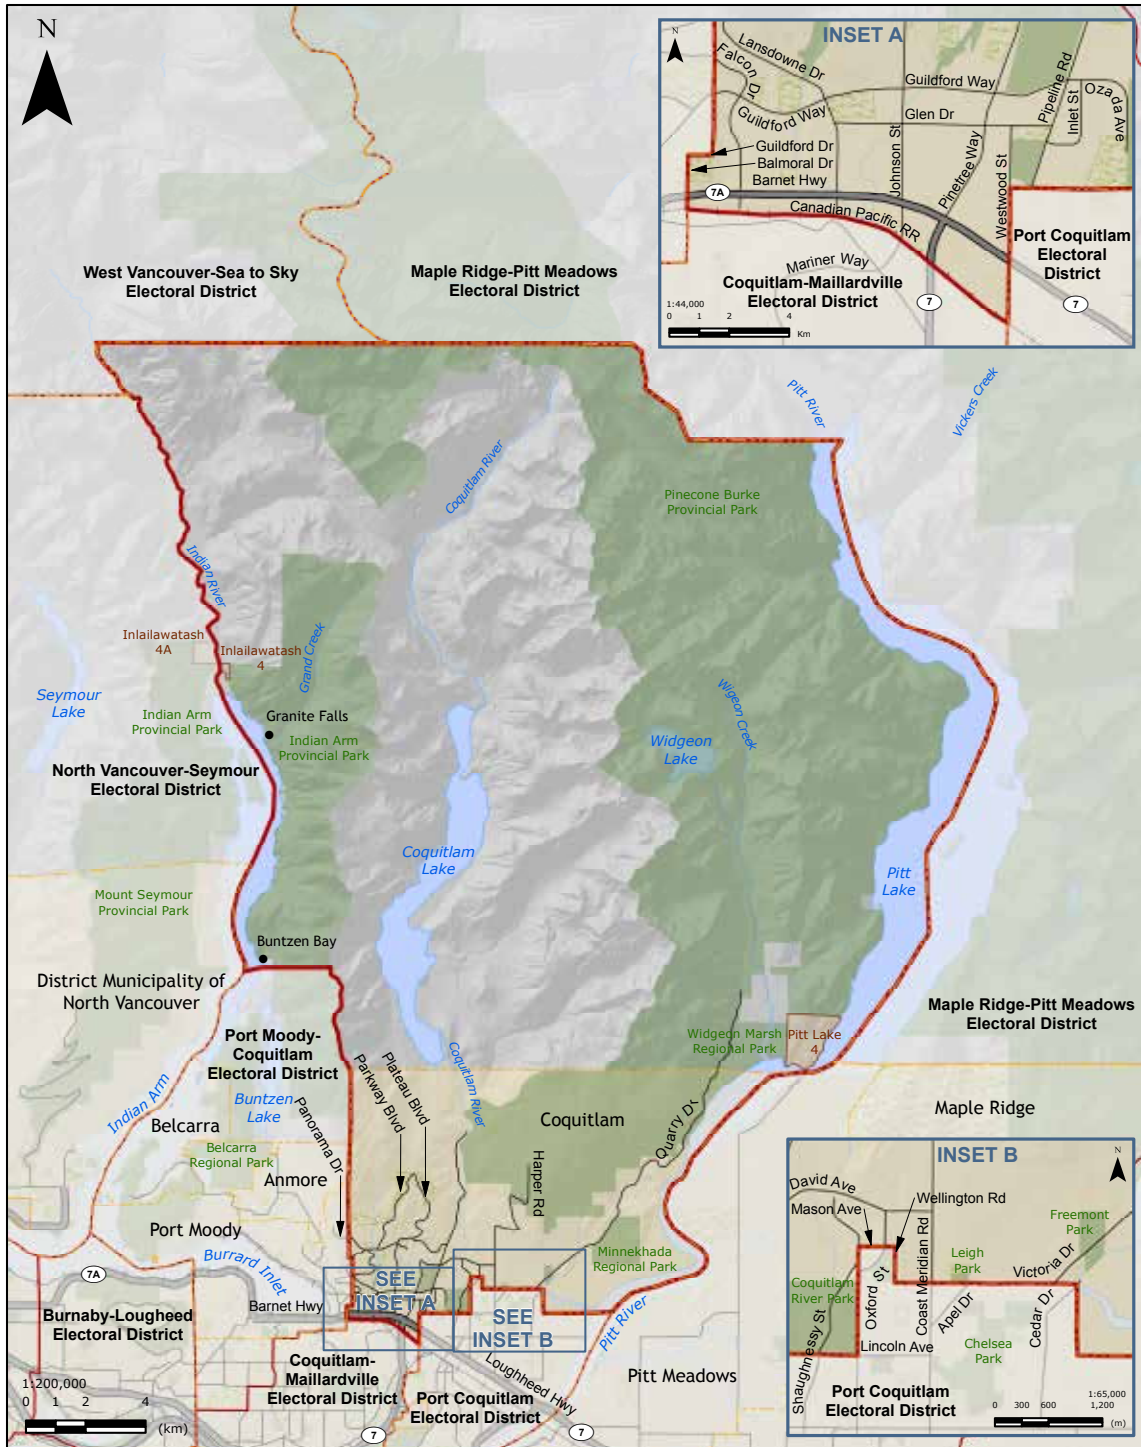 N
INSET A
N
Lansdowne Dr
Falcon Dr
Guildford Way
Pipeline Rd
Ozada Ave
Inlet St
Guildford Way
Glen Dr
Johnson St
Pinetree Way
Westwood St
Guildford Dr
Balmoral Dr
Barnet Hwy
7A
Canadian Pacific RR
Mariner Way
Port Coquitlam
Electoral
District
Coquitlam-Maillardville
Electoral District
7
7
1:44,000
0 1 2 4
Km
West Vancouver-Sea to Sky
Electoral District
Maple Ridge-Pitt Meadows
Electoral District
Pitt River
Vickers Creek
Coquitlam River
Pinecone Burke
Provincial Park
Indian River
Inlailawatash
4A
Inlailawatash
4
Grand Creek
Seymour
Lake
Indian Arm
Provincial Park
Granite Falls
Indian Arm
Provincial Park
Widgeon
Lake
Wigeon Creek
North Vancouver-Seymour
Electoral District
Coquitlam
Lake
Pitt
Lake
Mount Seymour
Provincial Park
Buntzen Bay
District Municipality of
North Vancouver
Maple Ridge-Pitt Meadows
Electoral District
Port Moody-
Coquitlam
Electoral District
Widgeon Marsh
Regional Park
Pitt Lake
4
Coquitlam River
Plateau Blvd
Parkway Blvd
Panorama Dr
Indian Arm
Buntzen
Lake
Belcarra
Coquitlam
Quarry Dr
Maple Ridge
Belcarra
Regional Park
Anmore
Harper Rd
Port Moody
Burrard Inlet
Minnekhada
Regional Park
7A
Barnet Hwy
SEE
INSET A
SEE
INSET B
Pitt River
Burnaby-Lougheed
Electoral District
Coquitlam-
Maillardville
Electoral District
Loughheed Hwy
Pitt Meadows
Port Coquitlam
Electoral District
1:200,000
0 1 2 4
(km)
7
7
INSET B
N
David Ave
Mason Ave
Wellington Rd
Coast Meridian Rd
Freemont
Park
Leigh
Park
Victoria Dr
Coquitlam
River Park
Oxford St
Shaughnessy St
Apel Dr
Cedar Dr
Lincoln Ave
Chelsea
Park
Port Coquitlam
Electoral District
1:65,000
0 300 600 1,200
(m)